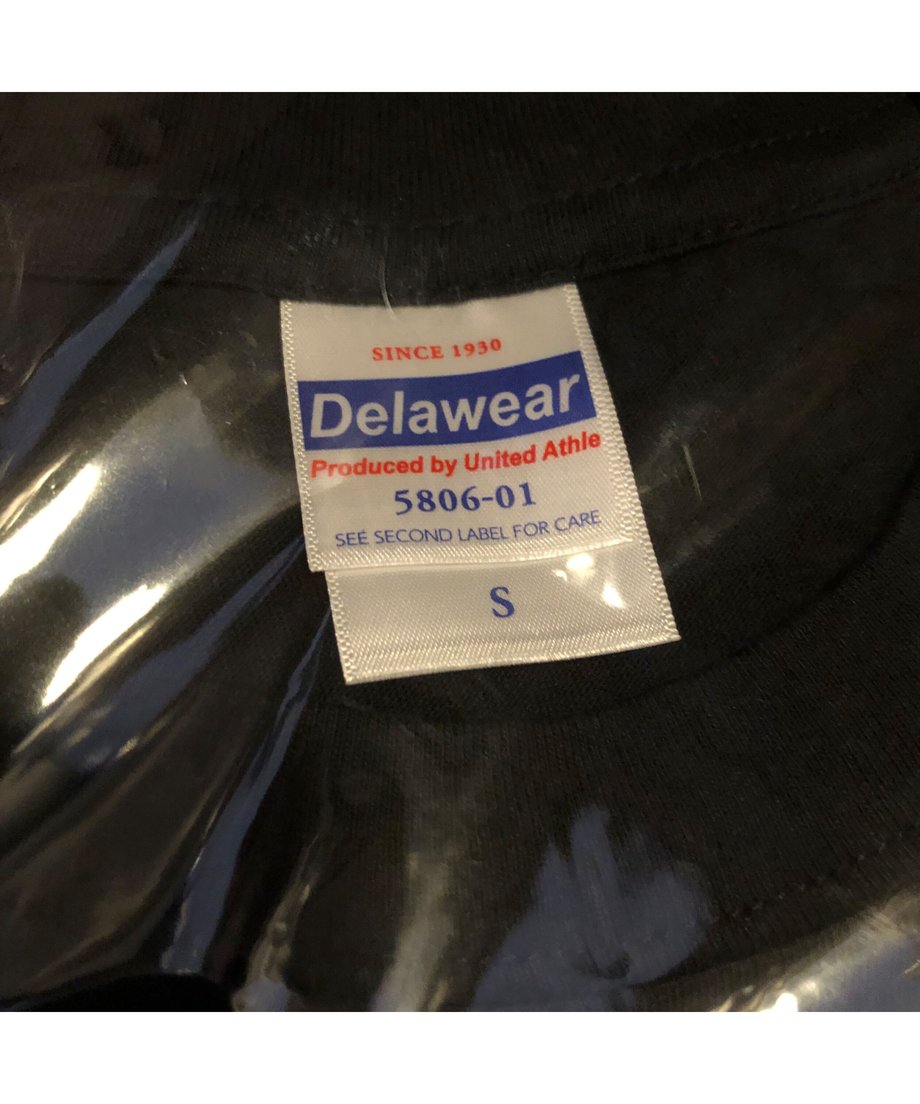 SINCE 1930
Delawear
Produced by United Athle
5806-01
SEE SECOND LABEL FOR CARE
S